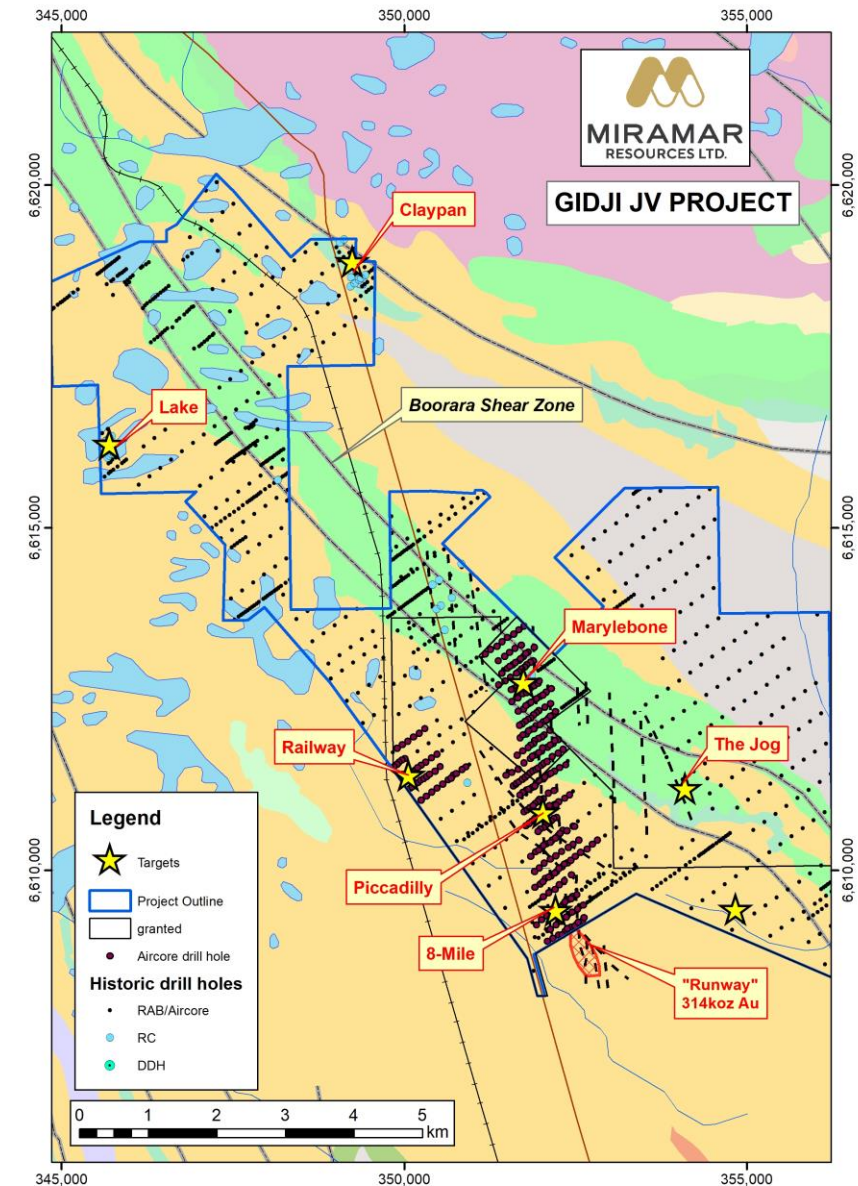 345,000
350,000
355,000
MIRAMAR
RESOURCES LTD.
GIDJI JV PROJECT
6,620,000
6,620,000
Claypan
Lake
Boorara Shear Zone
6,615,000
6,615,000
Marylebone
Railway
The Jog
Legend
Targets
Project Outline
granted
Aircore drill hole
Historic drill holes
RAB/Aircore
RC
DDH
6,610,000
6,610,000
Piccadilly
8-Mile
"Runway"
314koz Au
0 1 2 3 4 5
km
345,000
350,000
355,000